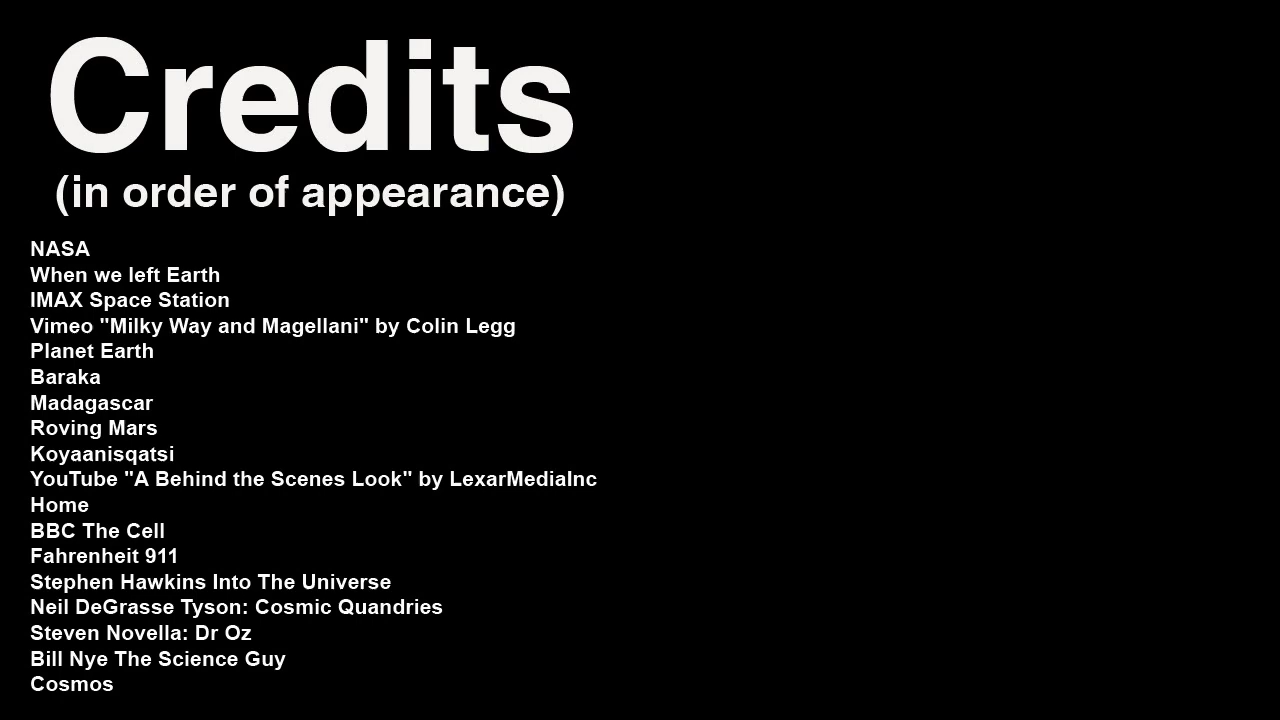 Credits
(in order of appearance)
NASA
When we left Earth
IMAX Space Station
Vimeo "Milky Way and Magellani" by Colin Legg
Planet Earth
Baraka
Madagascar
Roving Mars
Koyaanisqatsi
YouTube "A Behind the Scenes Look" by LexarMediaInc
Home
BBC The Cell
Fahrenheit 911
Stephen Hawkins Into The Universe
Neil DeGrasse Tyson: Cosmic Quandries
Steven Novella: Dr Oz
Bill Nye The Science Guy
Cosmos